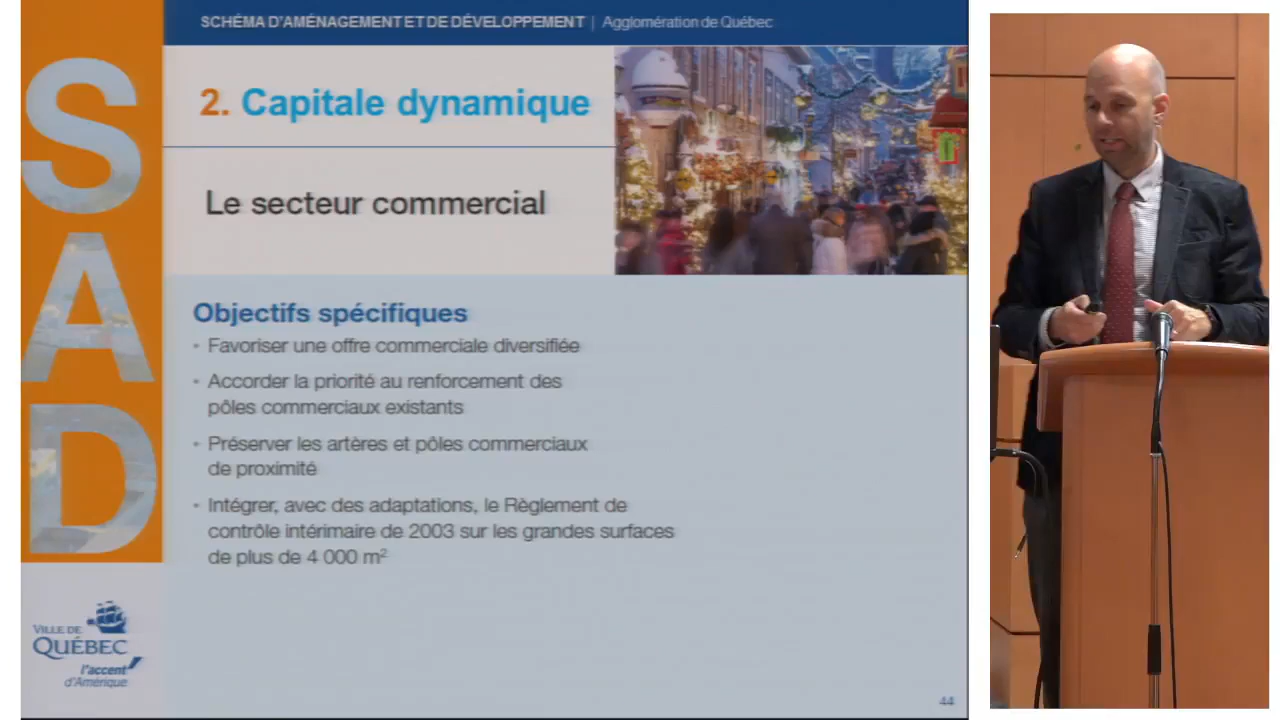 SCHÉMA D'AMÉNAGEMENT ET DE DÉVELOPPEMENT | Agglomération de Québec
SAD
2. Capitale dynamique
Le secteur commercial
Objectifs spécifiques
• Favoriser une offre commerciale diversifiée
• Accorder la priorité au renforcement des
pôles commerciaux existants
• Préserver les artères et pôles commerciaux
de proximité
• Intégrer, avec des adaptations, le Règlement de
contrôle intérimaire de 2003 sur les grandes surfaces
de plus de 4 000 m²
VILLE DE
QUÉBEC
l'accent
d'Amérique
44